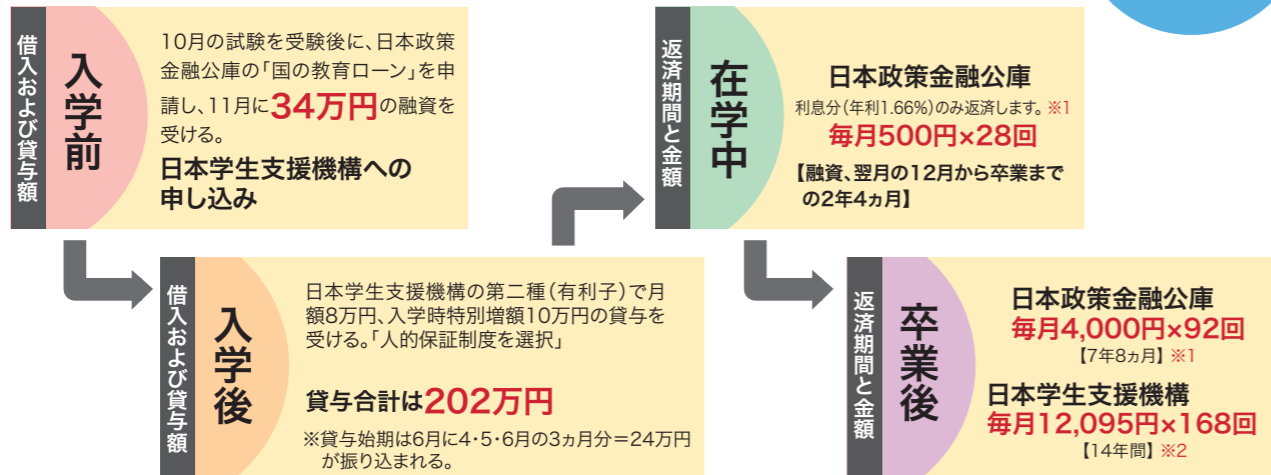 借入および貸与額
入学前
10月の試験を受験後に、日本政策
金融公庫の「国の教育ローン」を申
請し、11月に34万円の融資を
受ける。
日本学生支援機構への
申し込み
借入および貸与額
入学後
日本学生支援機構の第二種(有利子)で月
額8万円、入学時特別増額10万円の貸与を
受ける。「人的保証制度を選択」
貸与合計は202万円
※貸与始期は6月に4・5・6月の3ヵ月分=24万円
が振り込まれる。
返済期間と金額
在学中
日本政策金融公庫
利息分(年利1.66%)のみ返済します。※1
毎月500円×28回
【融資、翌月の12月から卒業まで
の2年4ヵ月】
返済期間と金額
卒業後
日本政策金融公庫
毎月4,000円×92回
【7年8ヵ月】※1
日本学生支援機構
毎月12,095円×168回
【14年間】※2